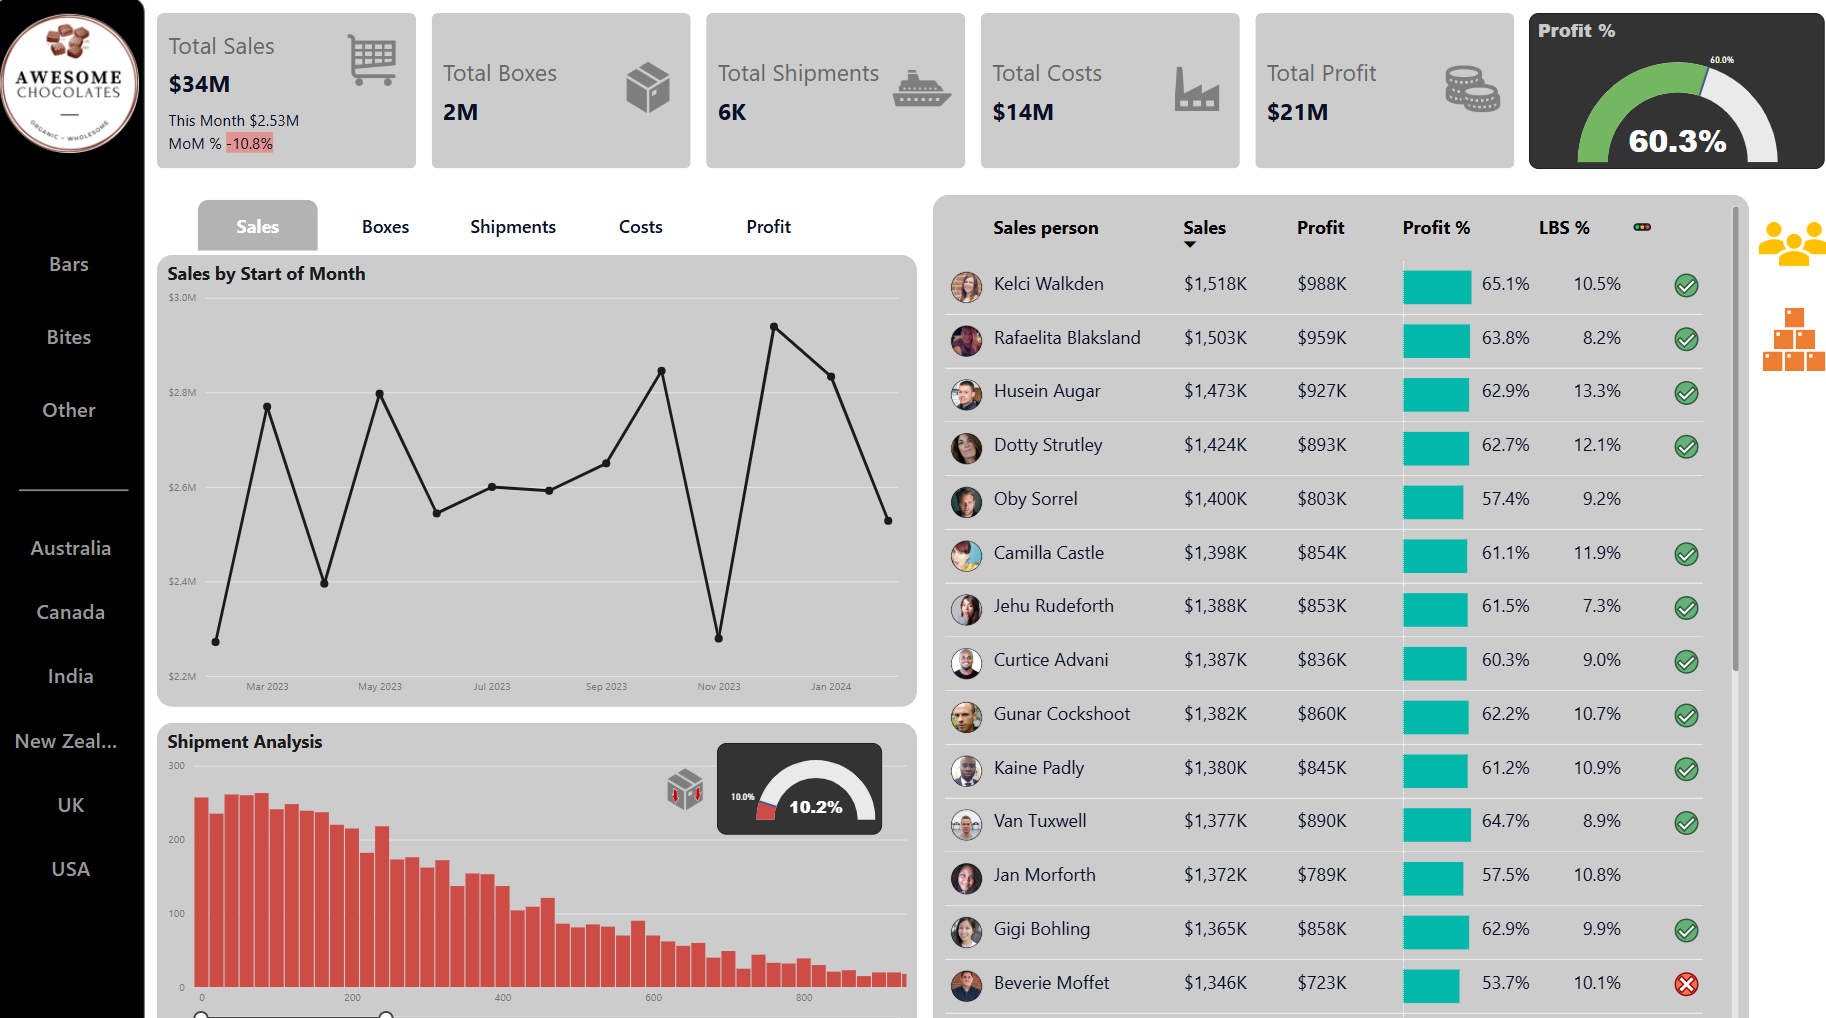 AWESOME
CHOCOLATES
ORGANIC ~ WHOLESOME
Bars
Bites
Other
Australia
Canada
India
New Zeal...
UK
USA
Total Sales
$34M
This Month $2.53M
MoM % -10.8%
Total Boxes
2M
Total Shipments
6K
Total Costs
$14M
Total Profit
$21M
Profit %
60.0%
60.3%
Sales Boxes Shipments Costs Profit
Sales by Start of Month
$3.0M
$2.8M
$2.6M
$2.4M
$2.2M
Mar 2023 May 2023 Jul 2023 Sep 2023 Nov 2023 Jan 2024
Shipment Analysis
300
200
100
0
0 200 400 600 800
10.0%
10.2%
Sales person Sales Profit Profit % LBS %
Kelci Walkden $1,518K $988K 65.1% 10.5%
Rafaelita Blaksland $1,503K $959K 63.8% 8.2%
Husein Augar $1,473K $927K 62.9% 13.3%
Dotty Strutley $1,424K $893K 62.7% 12.1%
Oby Sorrel $1,400K $803K 57.4% 9.2%
Camilla Castle $1,398K $854K 61.1% 11.9%
Jehu Rudeforth $1,388K $853K 61.5% 7.3%
Curtice Advani $1,387K $836K 60.3% 9.0%
Gunar Cockshoot $1,382K $860K 62.2% 10.7%
Kaine Padly $1,380K $845K 61.2% 10.9%
Van Tuxwell $1,377K $890K 64.7% 8.9%
Jan Morforth $1,372K $789K 57.5% 10.8%
Gigi Bohling $1,365K $858K 62.9% 9.9%
Beverie Moffet $1,346K $723K 53.7% 10.1%